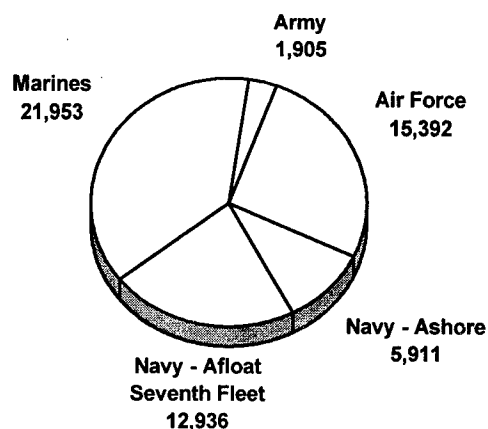 Army
1,905
Marines
21,953
Air Force
15,392
Navy - Ashore
5,911
Navy - Afloat
Seventh Fleet
12,936